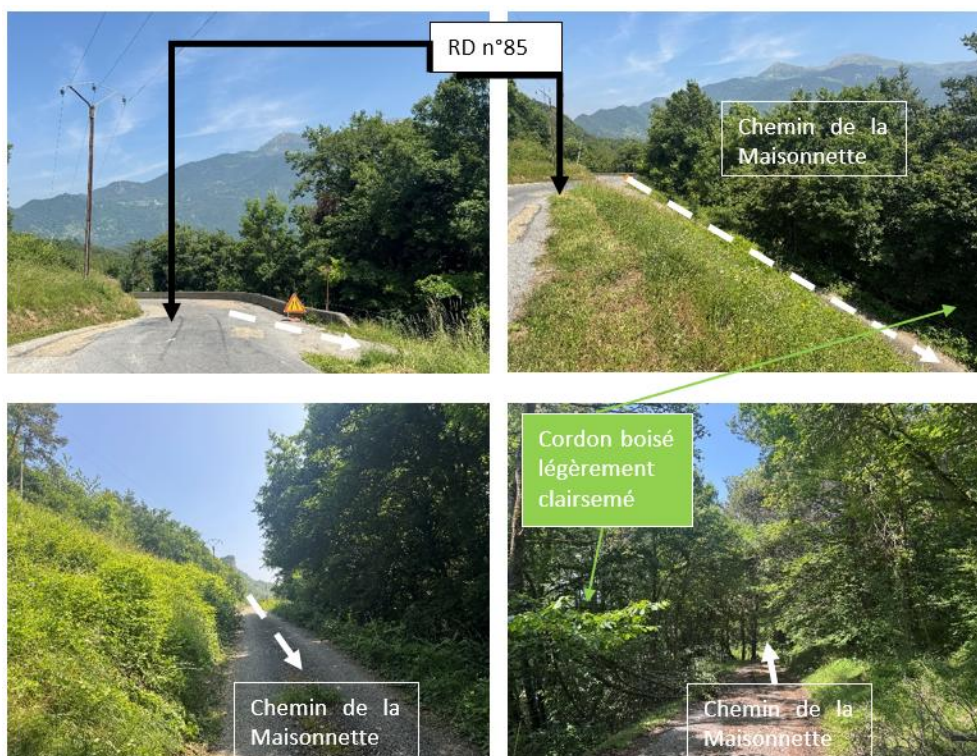 RD n°85
Chemin de la
Maisonnette
Cordon boisé
légèrement
clairsemé
Chemin de la
Maisonnette
Chemin de la
Maisonnette